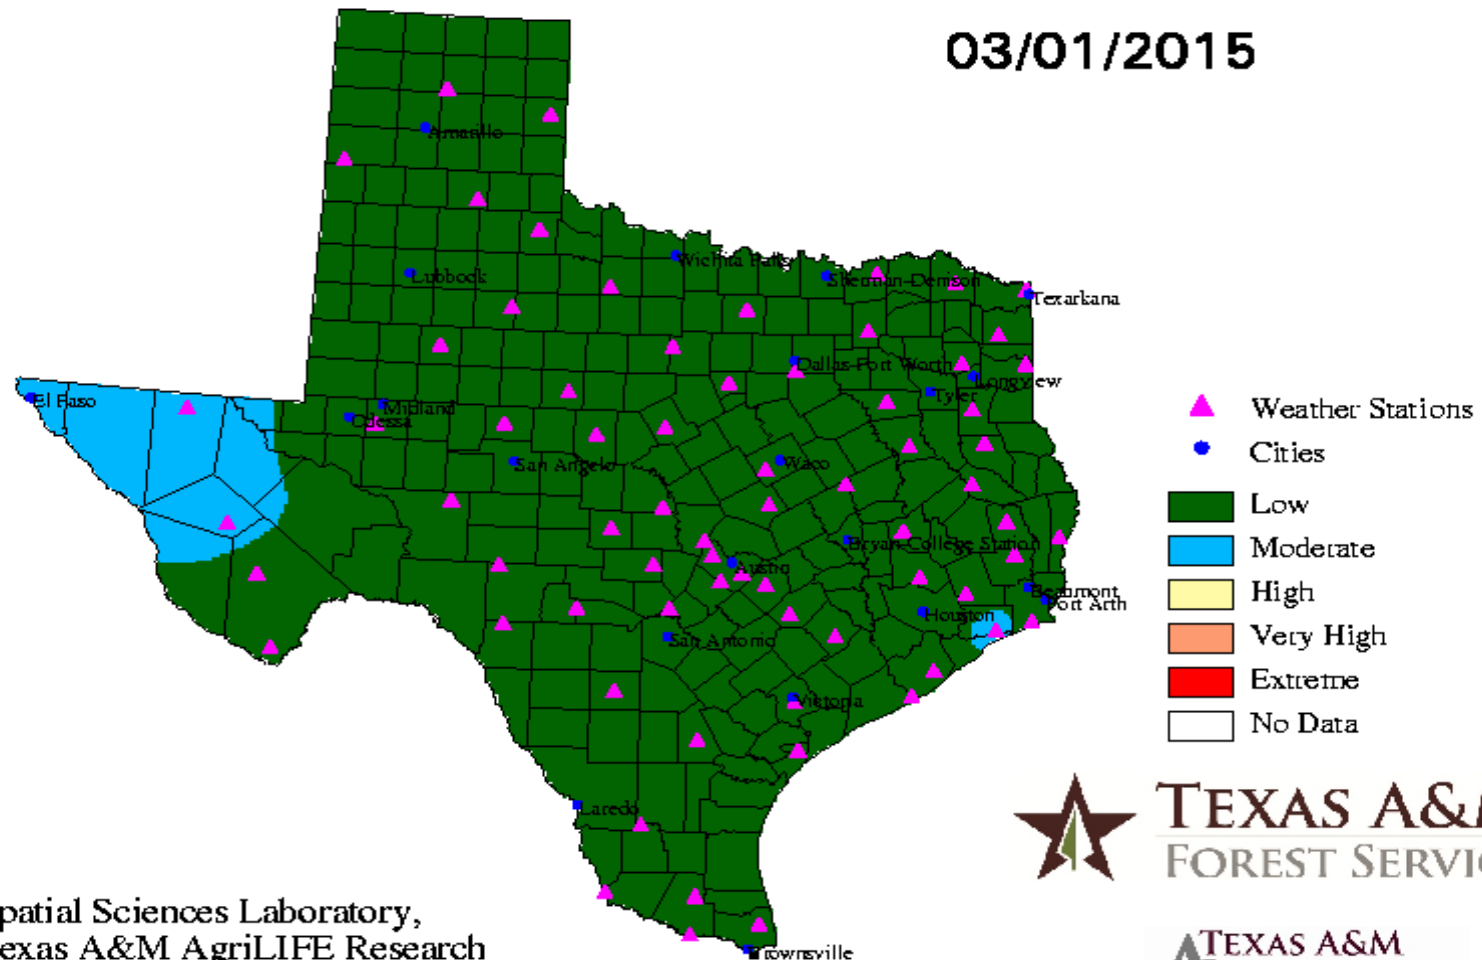 03/01/2015
Amarillo
Lubbock
Wichita Falls
Sherman-Denison
Texarkana
Dallas-Fort Worth
Longview
Tyler
El Paso
Midland
Odessa
San Angelo
Waco
Weather Stations
Cities
Low
Moderate
High
Very High
Extreme
No Data
Bryan-College Station
Austin
Beaumont
Port Arth
Houston
San Antonio
Victoria
Laredo
Brownsville
TEXAS A&M
FOREST SERVIC
patial Sciences Laboratory,
exas A&M AgriLIFE Research
TEXAS A&M